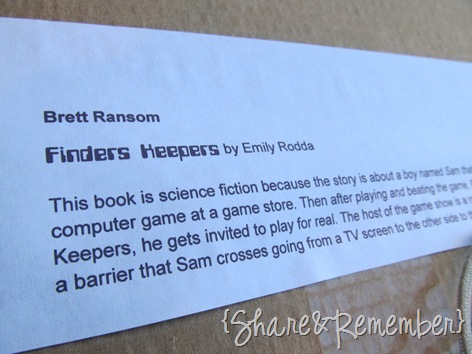 Brett Ransom
Finders Keepers by Emily Rodda
This book is science fiction because the story is about a boy named Sam
computer game at a game store. Then after playing and beating the game,
Keepers, he gets invited to play for real. The host of the game show is a
a barrier that Sam crosses going from a TV screen to the other side
{Share&Remember}